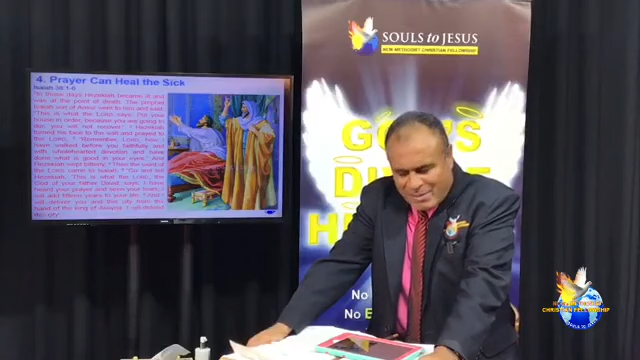 4. Prayer Can Heal the Sick
Isaiah 38:1-6
"In those days Hezekiah became ill and
was at the point of death. The prophet
Isaiah son of Amoz went to him and said,
"This is what the LORD says: Put your
house in order, because you are going to
die; you will not recover." 2 Hezekiah
turned his face to the wall and prayed to
the LORD, 3 "Remember, LORD, how I
have walked before you faithfully and
with wholehearted devotion and have
done what is good in your eyes." And
Hezekiah wept bitterly. 4 Then the word of
the LORD came to Isaiah: 5 "Go and tell
Hezekiah, 'This is what the LORD, the
God of your father David, says: I have
heard your prayer and seen your tears; I
will add fifteen years to your life. 6 And I
will deliver you and this city from the
hand of the king of Assyria. I will defend
this city'
SOULS to JESUS
NEW METHODIST CHRISTIAN FELLOWSHIP
GOD'S
No
No E
CHRISTIAN FELLOWSHIP